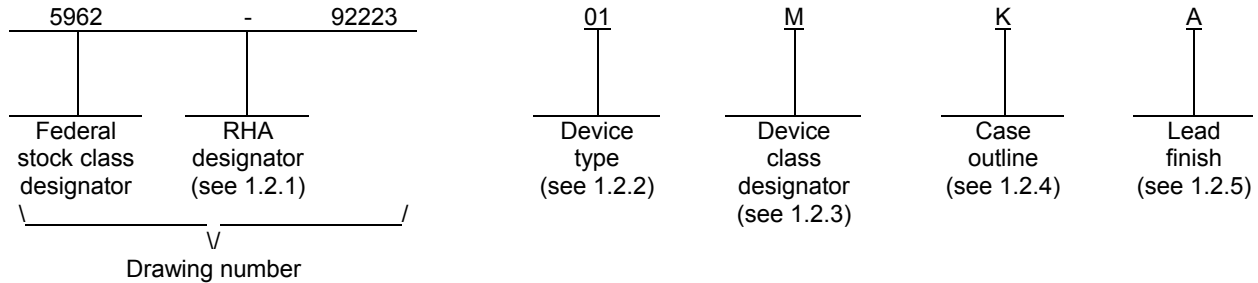 5962 - 92223 01 M K A
Federal RHA Device Device Case Lead
stock class designator type class outline finish
designator (see 1.2.1) (see 1.2.2) designator (see 1.2.4) (see 1.2.5)
(see 1.2.3)
\ /
\/
Drawing number